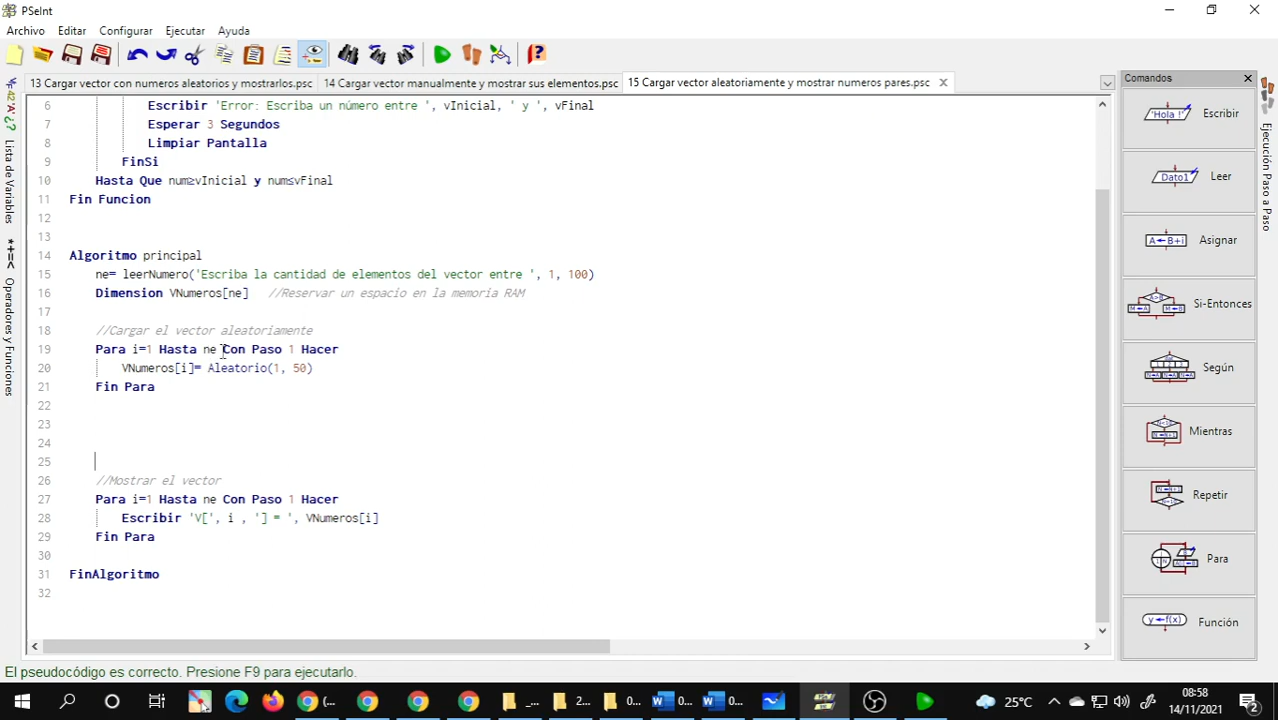 PSeInt
Archivo Editar Configurar Ejecutar Ayuda
13 Cargar vector con numeros aleatorios y mostrarlos.psc 14 Cargar vector manualmente y mostrar sus elementos.psc 15 Cargar vector aleatoriamente y mostrar numeros pares.psc
Lista de Variables
Operadores y Funciones
6 Escribir 'Error: Escriba un número entre ', vInicial, ' y ', vFinal
7 Esperar 3 Segundos
8 Limpiar Pantalla
9 FinSi
10 Hasta Que num≥vInicial y num≤vFinal
11 Fin Funcion
12
13
14 Algoritmo principal
15 ne= leerNumero('Escriba la cantidad de elementos del vector entre ', 1, 100)
16 Dimension VNumeros[ne] //Reservar un espacio en la memoria RAM
17
18 //Cargar el vector aleatoriamente
19 Para i=1 Hasta ne Con Paso 1 Hacer
20 VNumeros[i]= Aleatorio(1, 50)
21 Fin Para
22
23
24
25
26 //Mostrar el vector
27 Para i=1 Hasta ne Con Paso 1 Hacer
28 Escribir 'V[', i , '] = ', VNumeros[i]
29 Fin Para
30
31 FinAlgoritmo
32
Comandos
'Hola !' Escribir
Dato1 Leer
A←B+i Asignar
Si-Entonces
Según
Mientras
Repetir
Para
y←f(x) Función
Ejecución Paso a Paso
El pseudocódigo es correcto. Presione F9 para ejecutarlo.
(... _... 2... 0... 0... 0... 25°C 08:58
14/11/2021 2